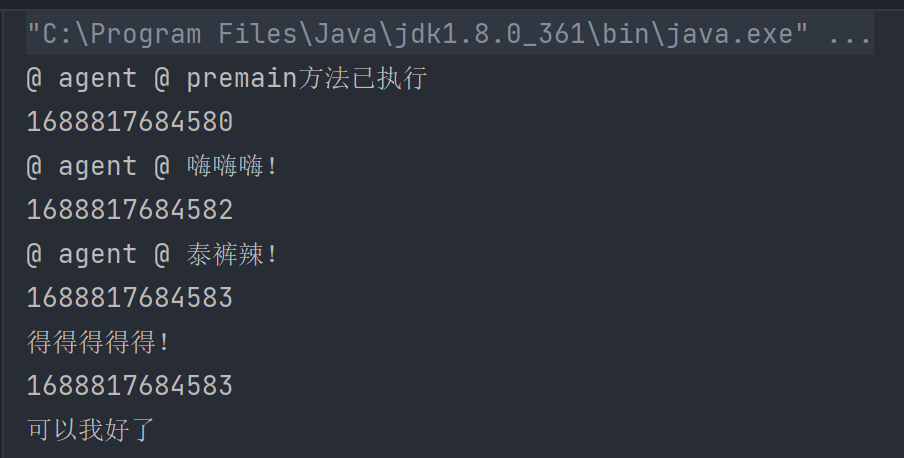 "C:\Program Files\Java\jdk1.8.0_361\bin\java.exe" ...
@ agent @ premain方法已执行
1688817684580
@ agent @ 嗨嗨嗨!
1688817684582
@ agent @ 泰裤辣!
1688817684583
得得得得得!
1688817684583
可以我好了